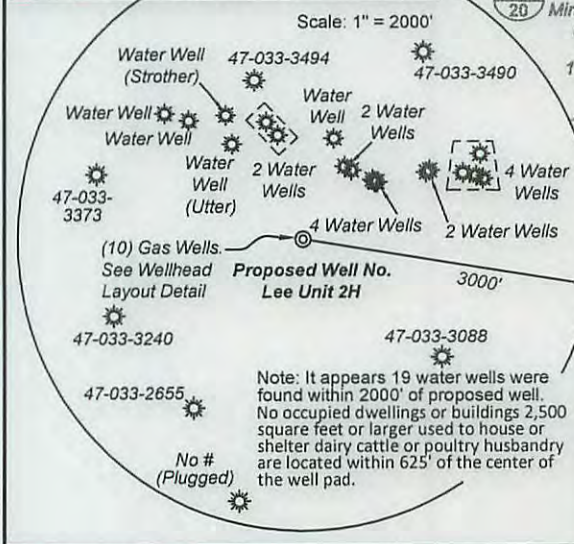 Scale: 1" = 2000'
20
Water Well
(Strother)
47-033-3494
47-033-3490
Water Well
Water Well
Water
Well
2 Water
Wells
Water
Well
(Utter)
2 Water
Wells
4 Water
Wells
47-033-
3373
4 Water Wells
2 Water Wells
(10) Gas Wells.
See Wellhead
Layout Detail
Proposed Well No.
Lee Unit 2H
3000'
47-033-3240
47-033-3088
47-033-2655
Note: It appears 19 water wells were
found within 2000' of proposed well.
No occupied dwellings or buildings 2,500
square feet or larger used to house or
shelter dairy cattle or poultry husbandry
are located within 625' of the center of
the well pad.
No #
(Plugged)